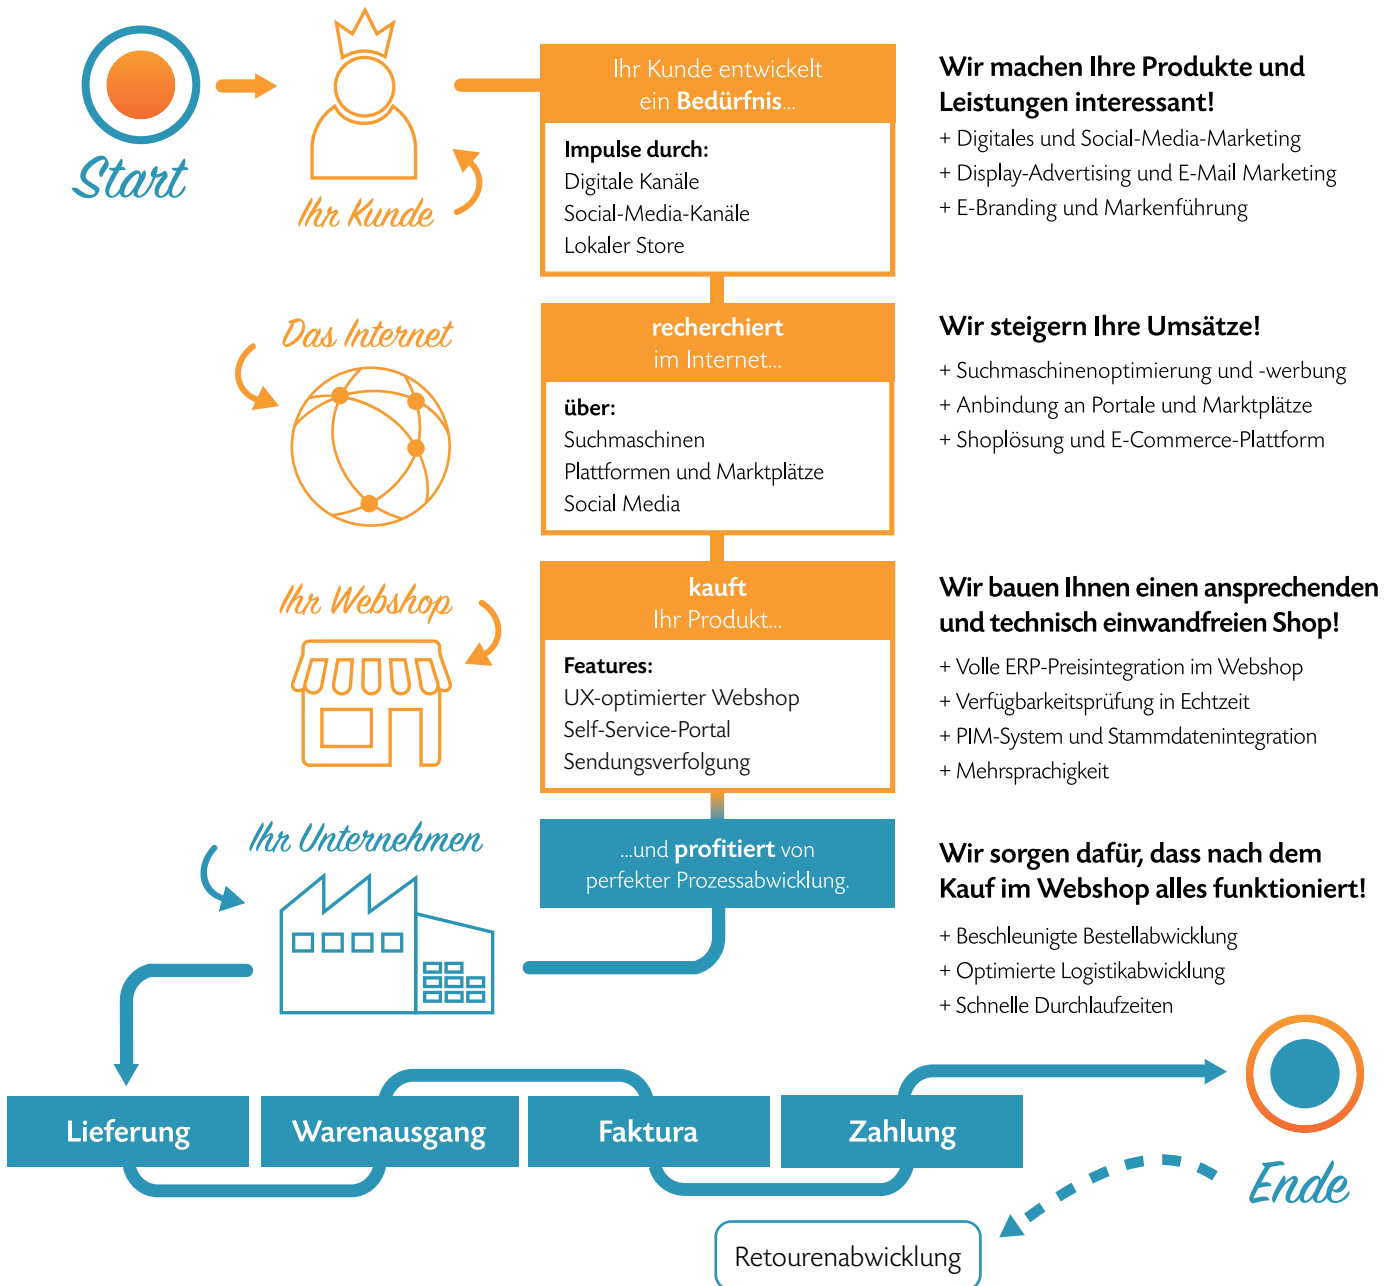 Start
Ihr Kunde
Ihr Kunde entwickelt
ein Bedürfnis...
Impulse durch:
Digitale Kanäle
Social-Media-Kanäle
Lokaler Store
Wir machen Ihre Produkte und
Leistungen interessant!
+ Digitales und Social-Media-Marketing
+ Display-Advertising und E-Mail Marketing
+ E-Branding und Markenführung
Das Internet
recherchiert
im Internet...
über:
Suchmaschinen
Plattformen und Marktplätze
Social Media
Wir steigern Ihre Umsätze!
+ Suchmaschinenoptimierung und -werbung
+ Anbindung an Portale und Marktplätze
+ Shoplösung und E-Commerce-Plattform
Ihr Webshop
kauft
Ihr Produkt...
Features:
UX-optimierter Webshop
Self-Service-Portal
Sendungsverfolgung
Wir bauen Ihnen einen ansprechenden
und technisch einwandfreien Shop!
+ Volle ERP-Preisintegration im Webshop
+ Verfügbarkeitsprüfung in Echtzeit
+ PIM-System und Stammdatenintegration
+ Mehrsprachigkeit
Ihr Unternehmen
...und profitiert von
perfekter Prozessabwicklung.
Wir sorgen dafür, dass nach dem
Kauf im Webshop alles funktioniert!
+ Beschleunigte Bestellabwicklung
+ Optimierte Logistikabwicklung
+ Schnelle Durchlaufzeiten
Lieferung
Warenausgang
Faktura
Zahlung
Ende
Retourenabwicklung